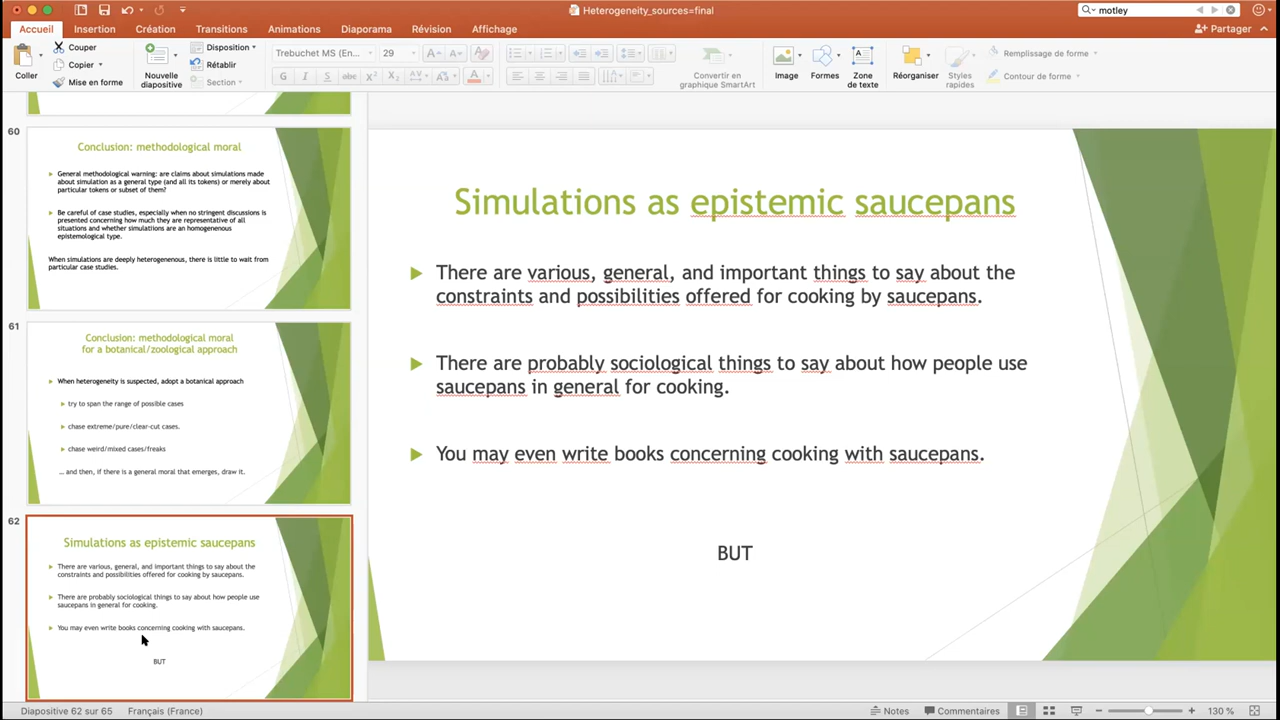 Heterogeneity_sources=final
motley
Accueil Insertion Création Transitions Animations Diaporama Révision Affichage
Partager
Coller
Couper
Copier
Mise en forme
Nouvelle diapositive
Disposition
Rétablir
Section
Trebuchet MS (En... 29
G I S abc X² X₂ AV Aa A
Convertir en graphique SmartArt
Image
Formes
Zone de texte
Réorganiser
Styles rapides
Remplissage de forme
Contour de forme
60
Conclusion: methodological moral
General methodological warning: are claims about simulations made
about simulation as a general type (and all its tokens) or merely about
particular tokens or subset of them?
Be careful of case studies, especially when no stringent discussions is
presented concerning how much they are representative of all
situations and whether simulatiions are an homogenenous
epistemological type.
When simulations are deeply heterogenenous, there is little to wait from
particular case studies.
61
Conclusion: methodological moral
for a botanical/zoological approach
When heterogeneity is suspected, adopt a botanical approach
try to span the range of possible cases
chase extreme/pure/clear-cut cases.
chase weird/mixed cases/freaks
… and then, if there is a general moral that emerges, draw it.
62
Simulations as epistemic saucepans
There are various, general, and important things to say about the
constraints and possibilities offered for cooking by saucepans.
There are probably sociological things to say about how people use
saucepans in general for cooking.
You may even write books concerning cooking with saucepans.
BUT
Simulations as epistemic saucepans
There are various, general, and important things to say about the
constraints and possibilities offered for cooking by saucepans.
There are probably sociological things to say about how people use
saucepans in general for cooking.
You may even write books concerning cooking with saucepans.
BUT
Diapositive 62 sur 65 Français (France) Notes Commentaires 130 %